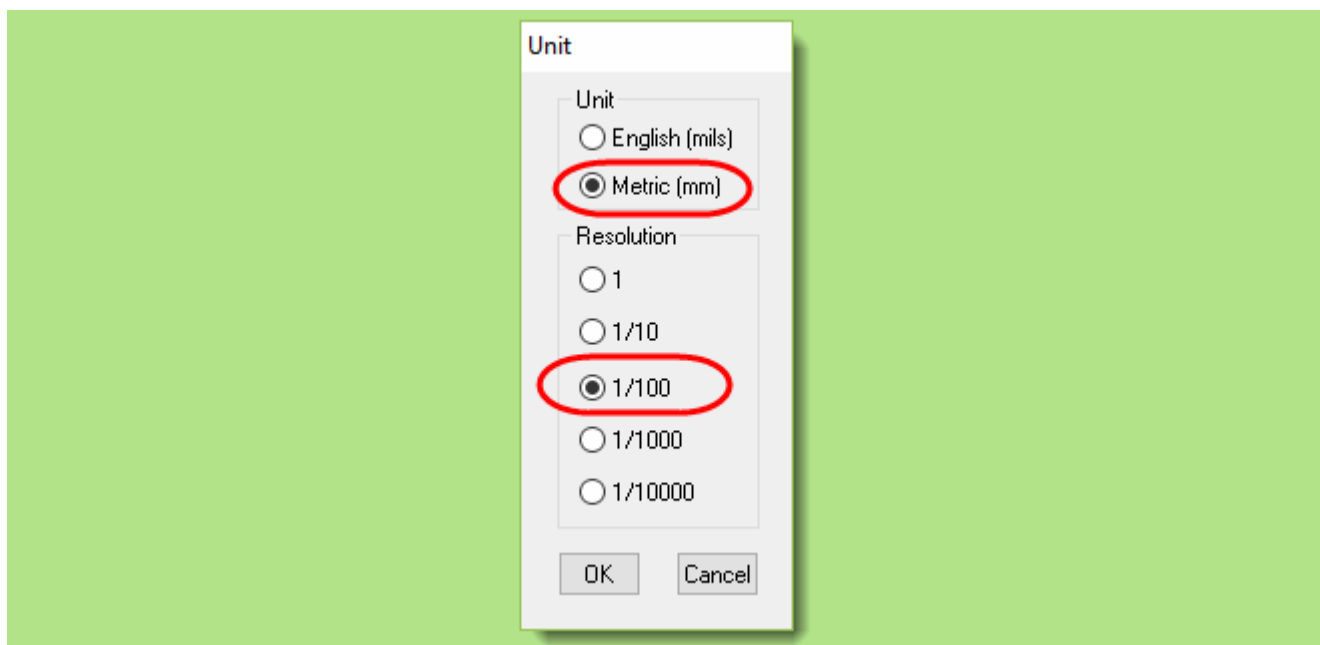 Unit
Unit
English (mils)
Metric (mm)
Resolution
1
1/10
1/100
1/1000
1/10000
OK Cancel